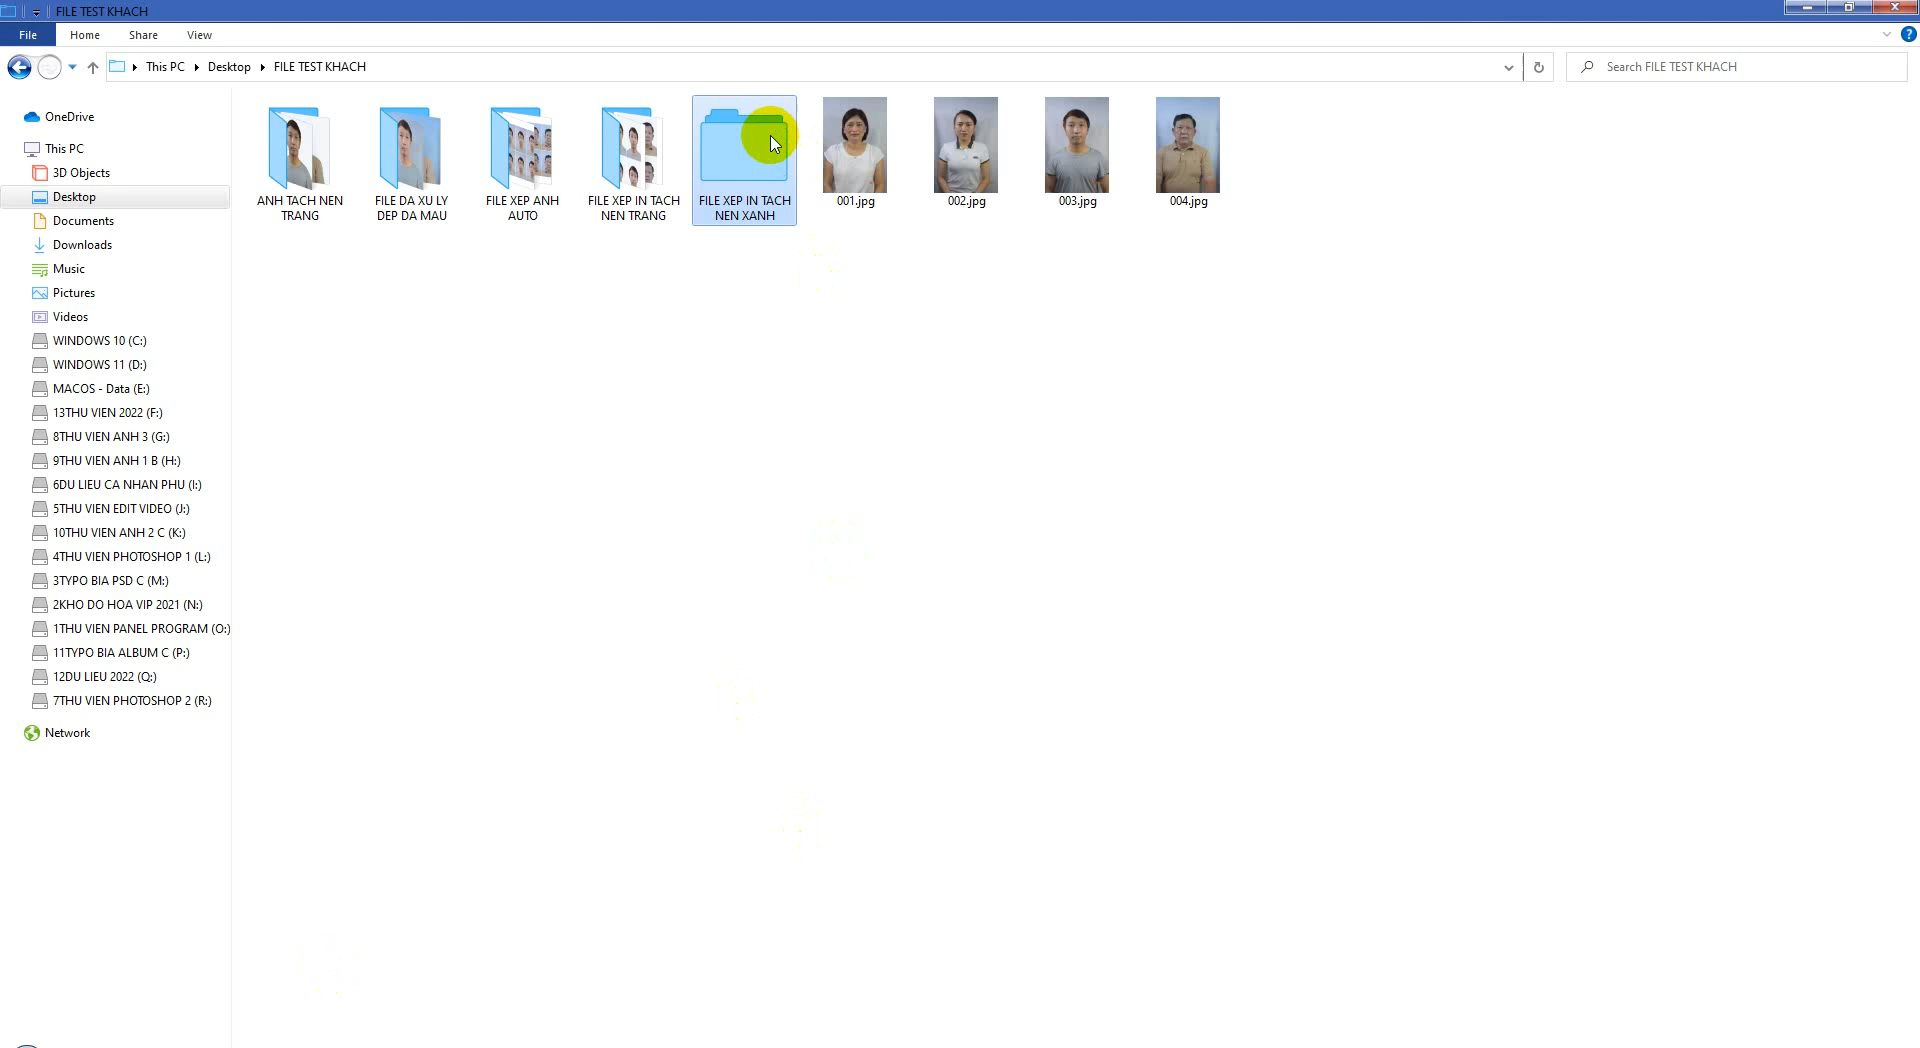 FILE TEST KHACH
File
Home
Share
View
This PC
Desktop
FILE TEST KHACH
Search FILE TEST KHACH
OneDrive
This PC
3D Objects
Desktop
Documents
Downloads
Music
Pictures
Videos
WINDOWS 10 (C:)
WINDOWS 11 (D:)
MACOS - Data (E:)
13THU VIEN 2022 (F:)
8THU VIEN ANH 3 (G:)
9THU VIEN ANH 1 B (H:)
6DU LIEU CA NHAN PHU (I:)
5THU VIEN EDIT VIDEO (J:)
10THU VIEN ANH 2 C (K:)
4THU VIEN PHOTOSHOP 1 (L:)
3TYPO BIA PSD C (M:)
2KHO DO HOA VIP 2021 (N:)
1THU VIEN PANEL PROGRAM (O:)
11TYPO BIA ALBUM C (P:)
12DU LIEU 2022 (Q:)
7THU VIEN PHOTOSHOP 2 (R:)
Network
ANH TACH NEN
TRANG
FILE DA XU LY
DEP DA MAU
FILE XEP ANH
AUTO
FILE XEP IN TACH
NEN TRANG
FILE XEP IN TACH
NEN XANH
001.jpg
002.jpg
003.jpg
004.jpg